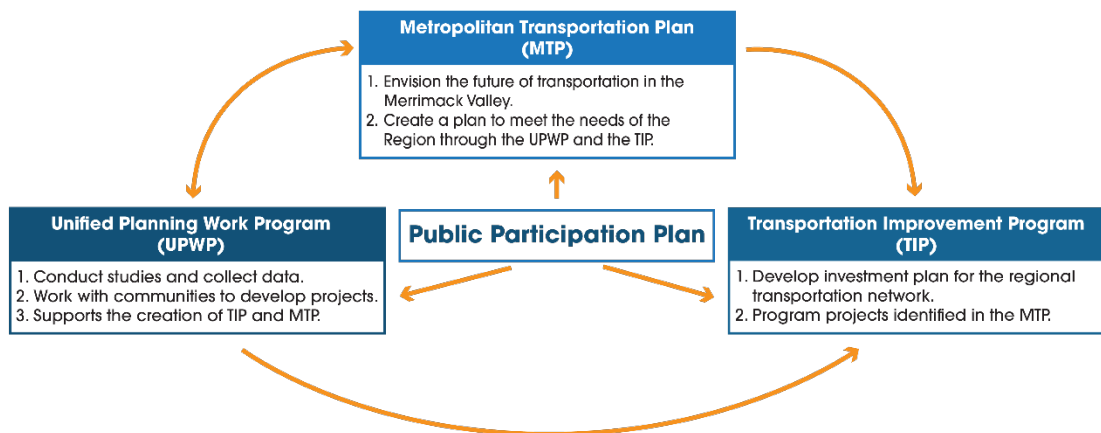 Metropolitan Transportation Plan
(MTP)
1. Envision the future of transportation in the
Merrimack Valley.
2. Create a plan to meet the needs of the
Region through the UPWP and the TIP.
Unified Planning Work Program
(UPWP)
1. Conduct studies and collect data.
2. Work with communities to develop projects.
3. Supports the creation of TIP and MTP.
Public Participation Plan
Transportation Improvement Program
(TIP)
1. Develop investment plan for the regional
transportation network.
2. Program projects identified in the MTP.